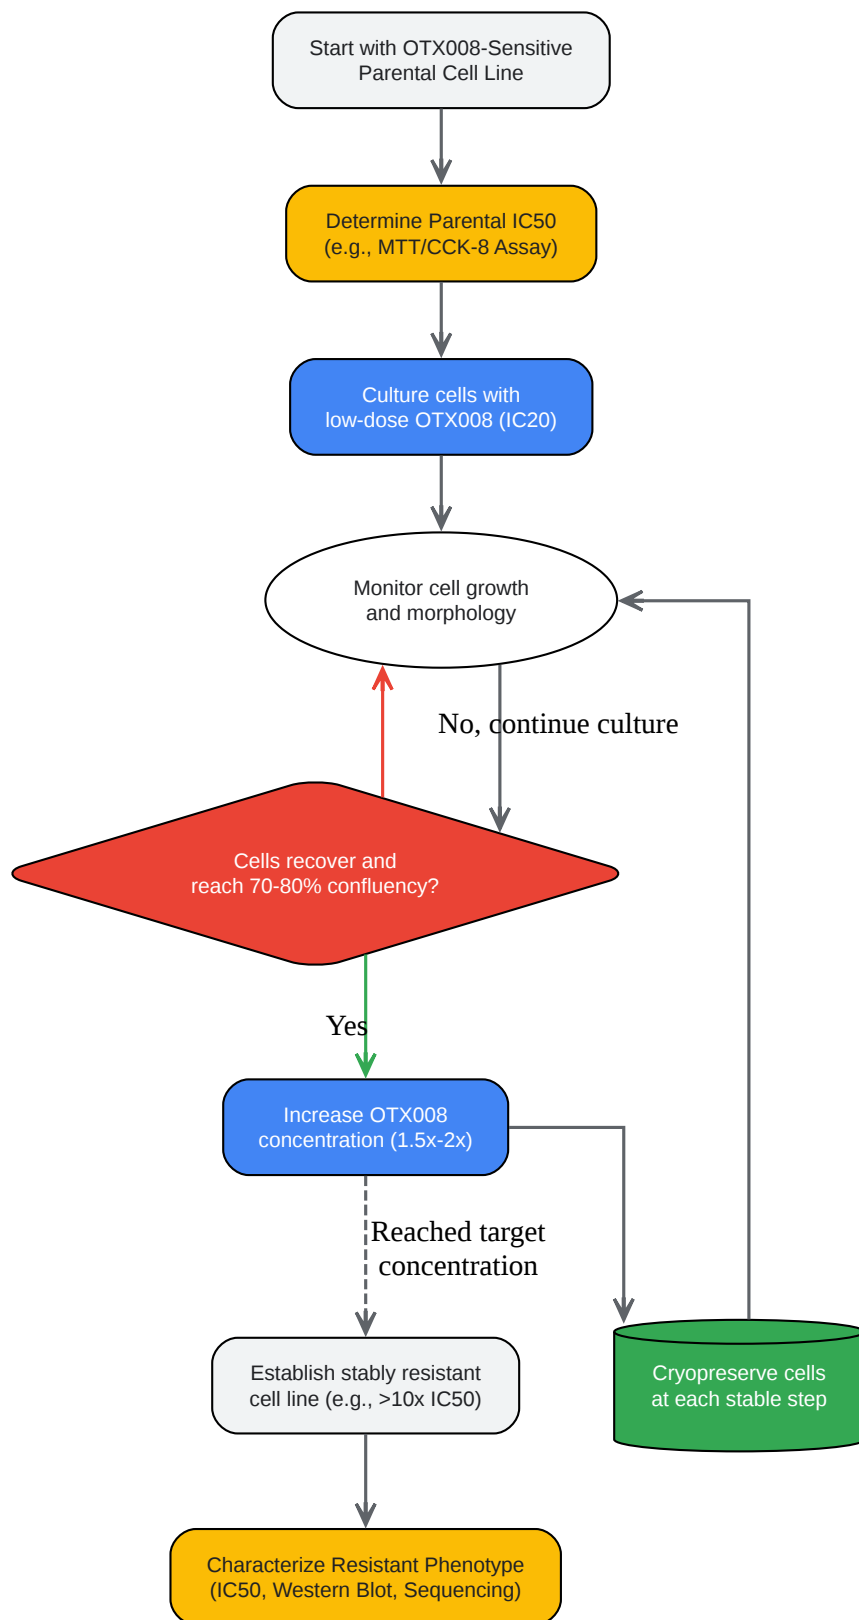 Start with OTX008-Sensitive
Parental Cell Line
Determine Parental IC50
(e.g., MTT/CCK-8 Assay)
Culture cells with
low-dose OTX008 (IC20)
Monitor cell growth
and morphology
No, continue culture
Cells recover and
reach 70-80% confluency?
Yes
Increase OTX008
concentration (1.5x-2x)
Reached target
concentration
Establish stably resistant
cell line (e.g., >10x IC50)
Cryopreserve cells
at each stable step
Characterize Resistant Phenotype
(IC50, Western Blot, Sequencing)